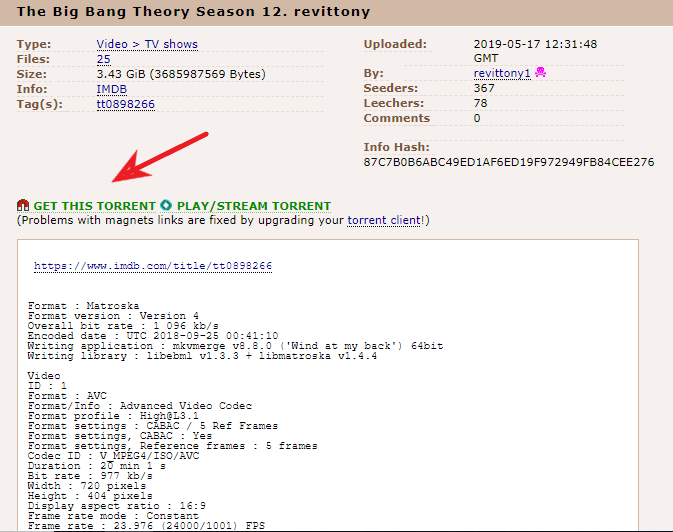 The Big Bang Theory Season 12. revittony
Type: Video > TV shows
Files: 25
Size: 3.43 GiB (3685987569 Bytes)
Info: IMDB
Tag(s): tt0898266
Uploaded: 2019-05-17 12:31:48
GMT
By: revittony1
Seeders: 367
Leechers: 78
Comments 0
Info Hash:
87C7B0B6ABC49ED1AF6ED19F972949FB84CEE276
GET THIS TORRENT PLAY/STREAM TORRENT
(Problems with magnets links are fixed by upgrading your torrent client!)
https://www.imdb.com/title/tt0898266
Format : Matroska
Format version : Version 4
Overall bit rate : 1 096 kb/s
Encoded date : UTC 2018-09-25 00:41:10
Writing application : mkvmerge v8.8.0 ('Wind at my back') 64bit
Writing library : libebml v1.3.3 + libmatroska v1.4.4
Video
ID : 1
Format : AVC
Format/Info : Advanced Video Codec
Format profile : High@L3.1
Format settings : CABAC / 5 Ref Frames
Format settings, CABAC : Yes
Format settings, Reference frames : 5 frames
Codec ID : V_MPEG4/ISO/AVC
Duration : 20 min 1 s
Bit rate : 977 kb/s
Width : 720 pixels
Height : 404 pixels
Display aspect ratio : 16:9
Frame rate mode : Constant
Frame rate : 23.976 (24000/1001) FPS